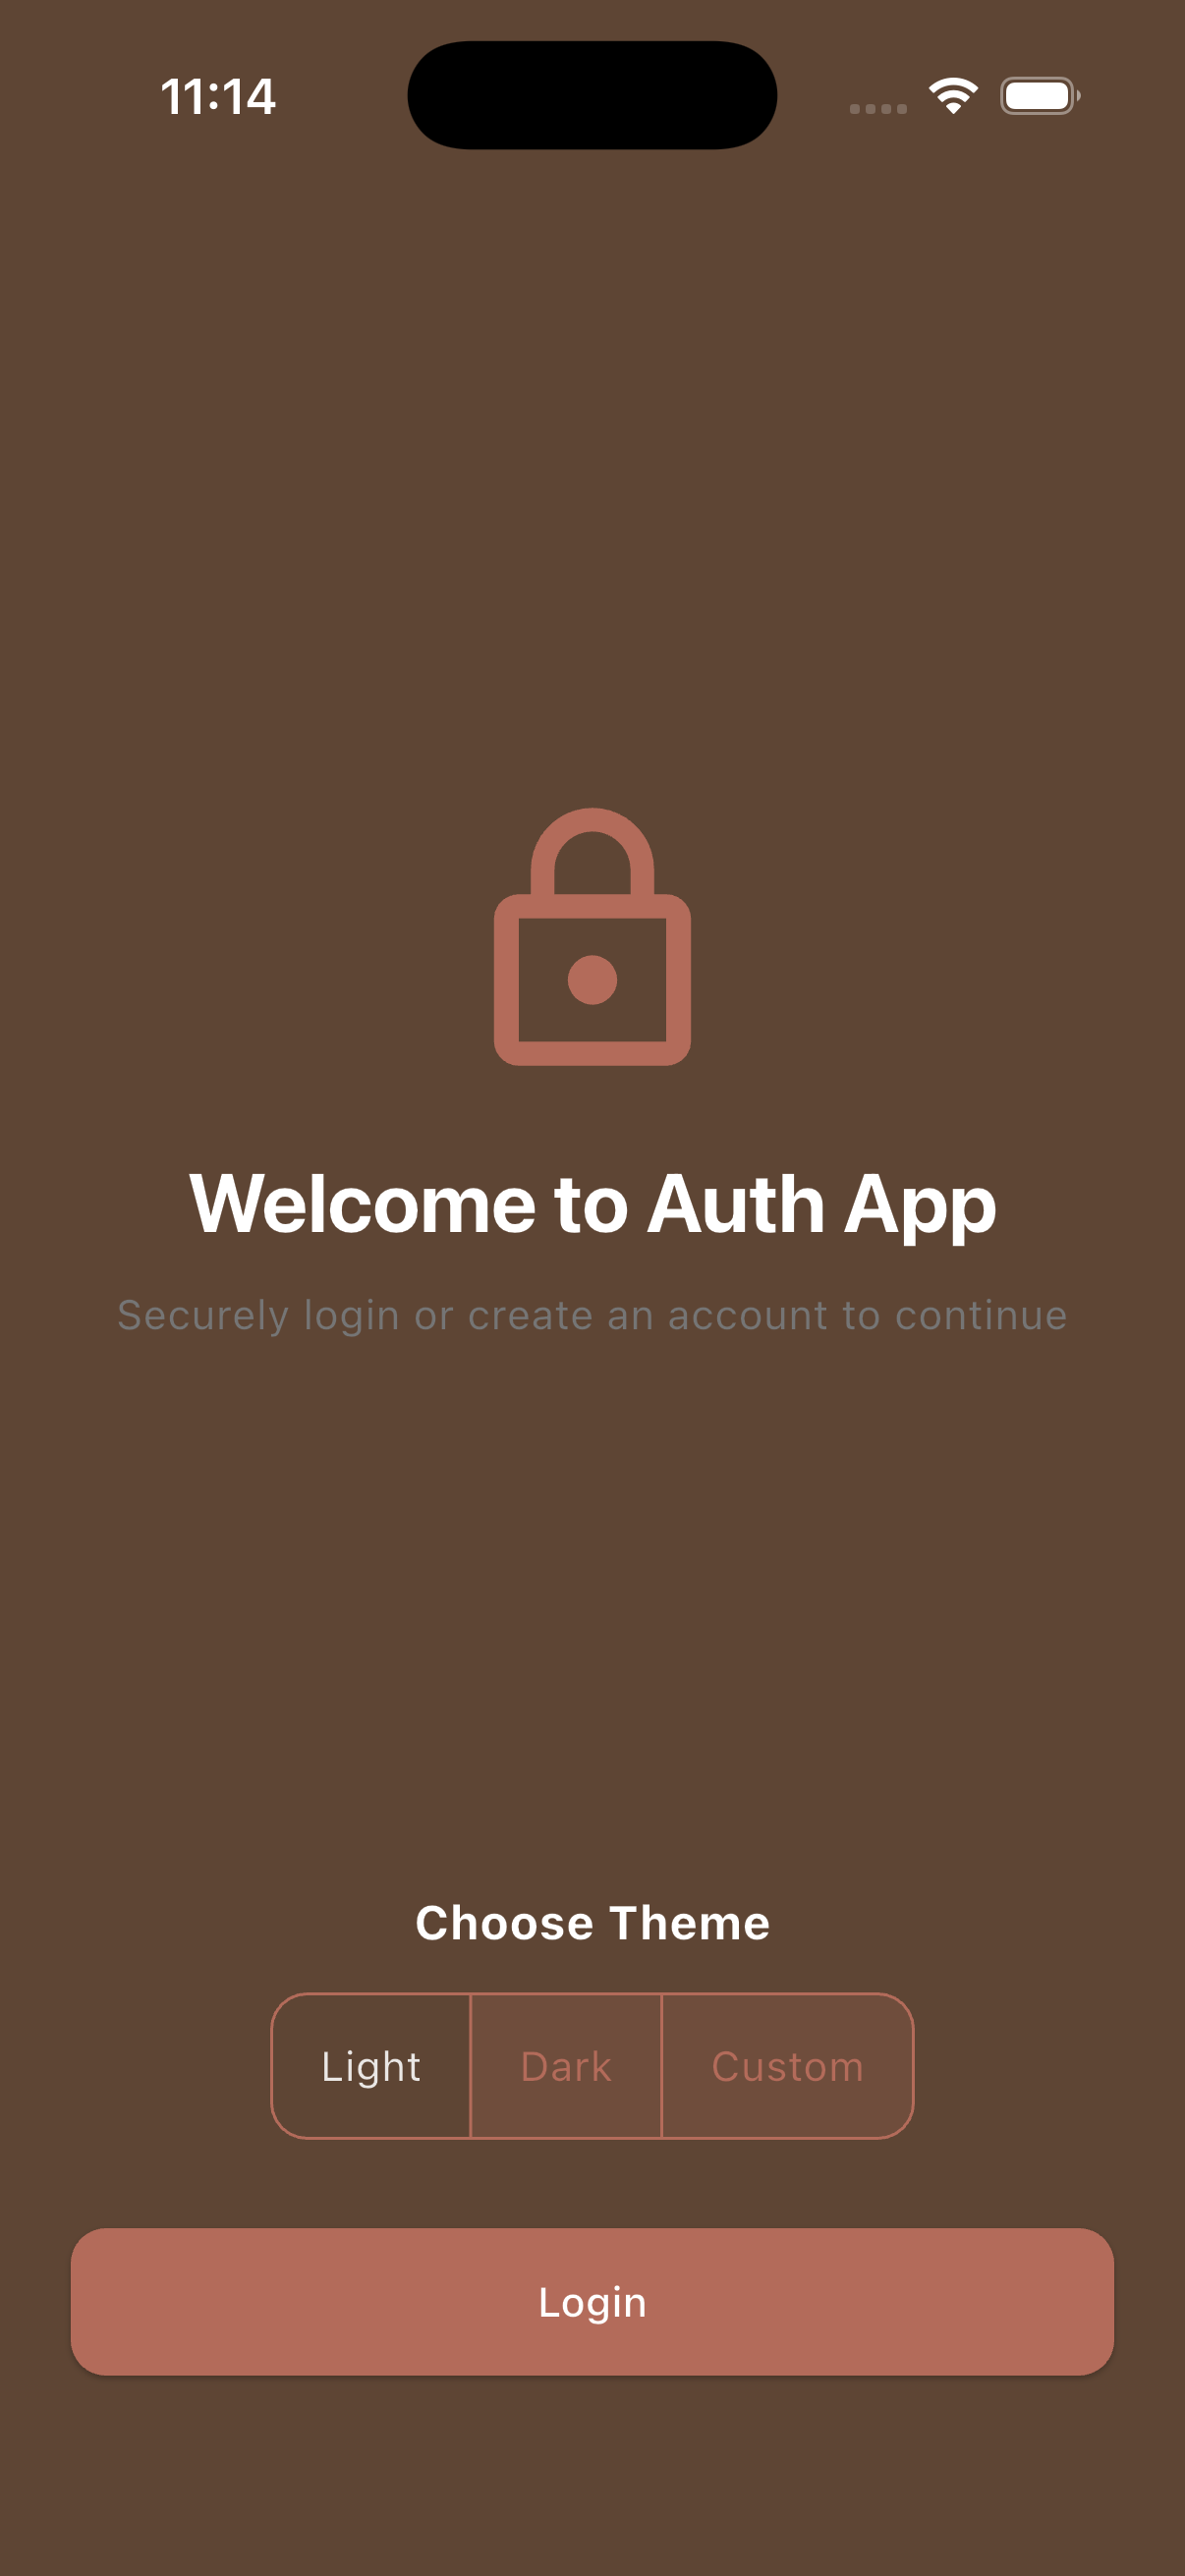 11:14
Welcome to Auth App
Securely login or create an account to continue
Choose Theme
Light Dark Custom
Login